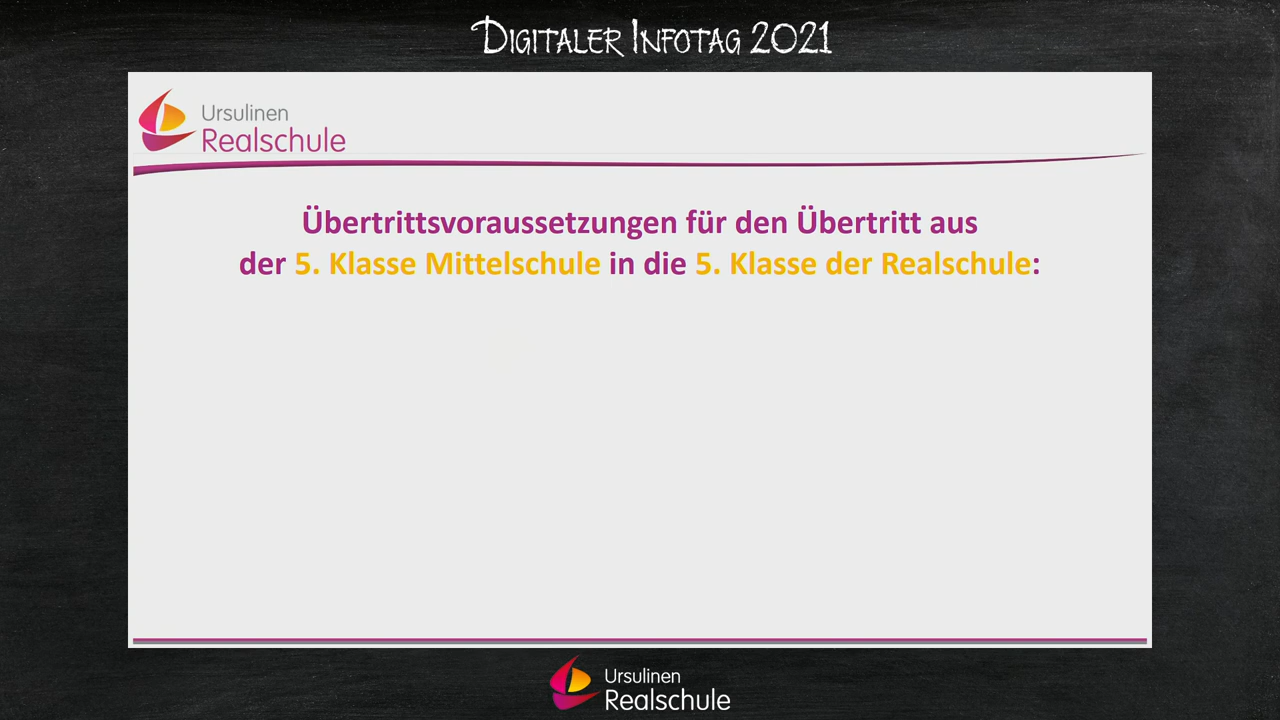 Digitaler Infotag 2021
Ursulinen
Realschule
Übertrittsvoraussetzungen für den Übertritt aus
der 5. Klasse Mittelschule in die 5. Klasse der Realschule:
Ursulinen
Realschule